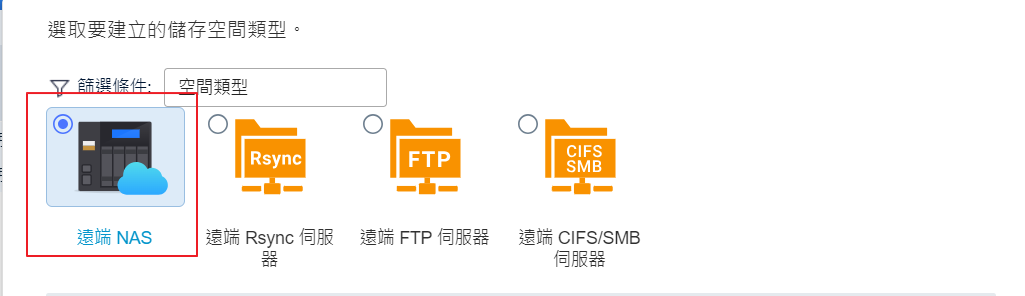 選取要建立的儲存空間類型。
篩選條件:
空間類型
Rsync
FTP
CIFS
SMB
遠端 NAS
遠端 Rsync 伺服
器
遠端 FTP 伺服器
遠端 CIFS/SMB
伺服器